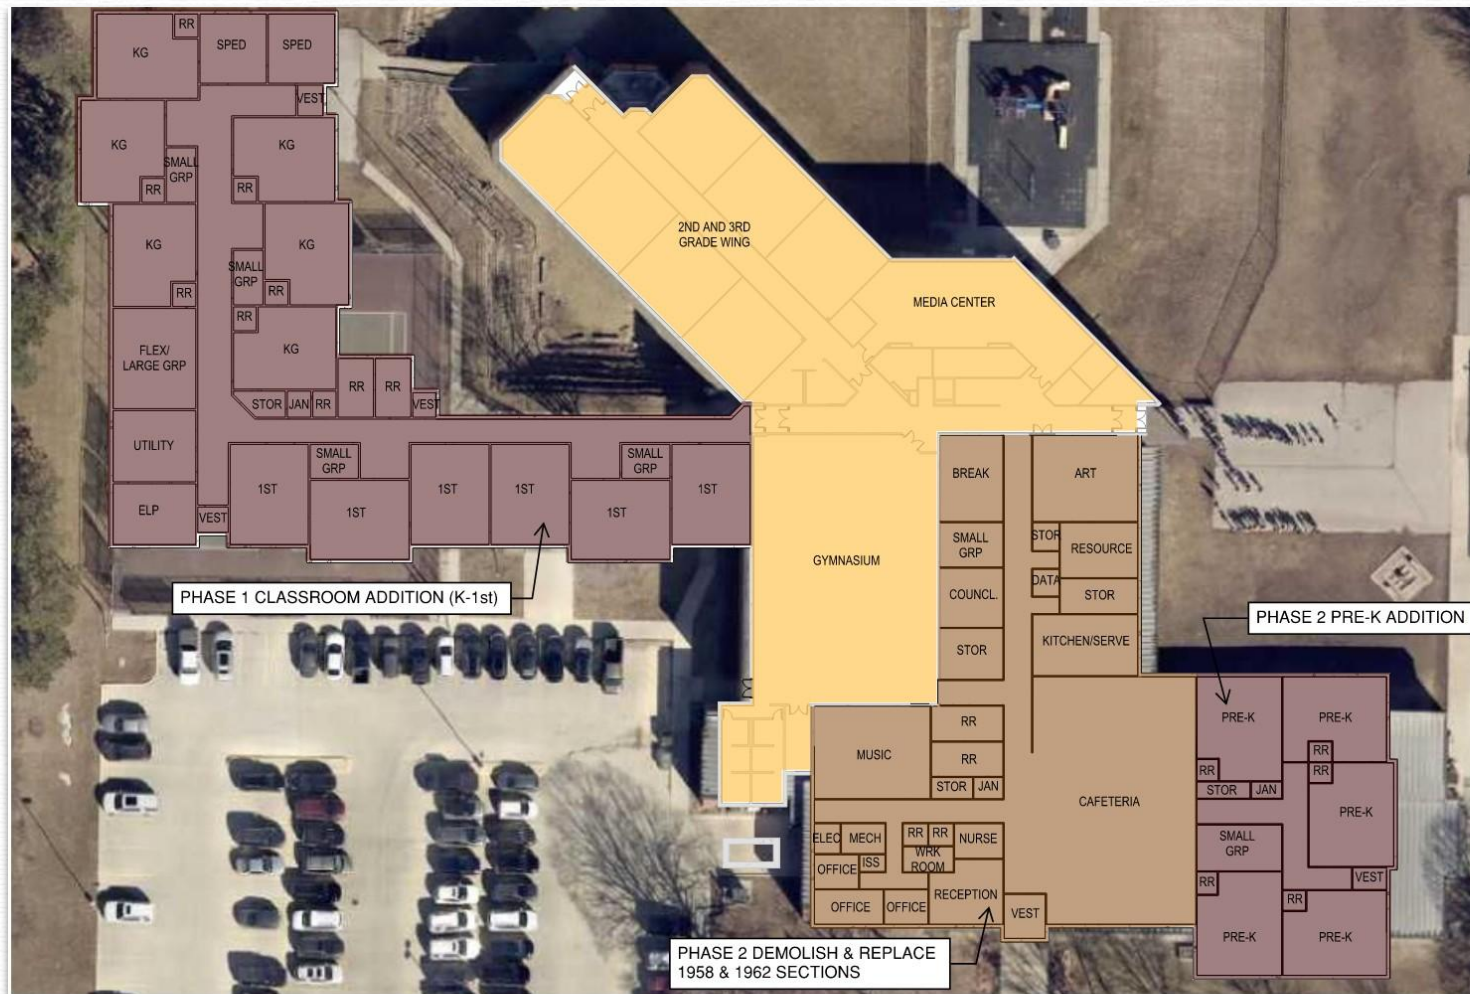 RR
KG
SPED
SPED
VEST
KG
KG
SMALL
GRP
RR
RR
KG
KG
SMALL
GRP
RR
RR
RR
FLEX/
LARGE GRP
KG
RR
RR
STOR
JAN
RR
VEST
UTILITY
SMALL
GRP
SMALL
GRP
1ST
1ST
1ST
1ST
1ST
1ST
ELP
VEST
PHASE 1 CLASSROOM ADDITION (K-1st)
2ND AND 3RD
GRADE WING
MEDIA CENTER
GYMNASIUM
BREAK
ART
SMALL
GRP
STOR
RESOURCE
DATA
COUNCL.
STOR
STOR
KITCHEN/SERVE
PHASE 2 PRE-K ADDITION
MUSIC
RR
RR
STOR
JAN
CAFETERIA
PRE-K
PRE-K
RR
RR
RR
STOR
JAN
PRE-K
SMALL
GRP
VEST
RR
RR
PRE-K
PRE-K
ELEC
MECH
RR
RR
NURSE
WRK
ROOM
OFFICE
ISS
RECEPTION
OFFICE
OFFICE
VEST
PHASE 2 DEMOLISH & REPLACE
1958 & 1962 SECTIONS